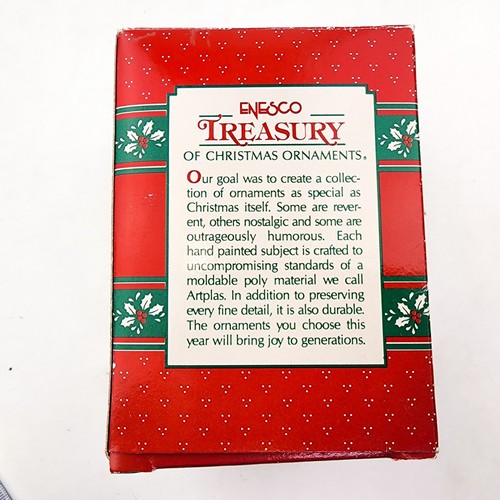 ENESCO
TREASURY
OF CHRISTMAS ORNAMENTS®
Our goal was to create a collec-
tion of ornaments as special as
Christmas itself. Some are rever-
ent, others nostalgic and some are
outrageously humorous. Each
hand painted subject is crafted to
uncompromising standards of a
moldable poly material we call
Artplas. In addition to preserving
every fine detail, it is also durable.
The ornaments you choose this
year will bring joy to generations.